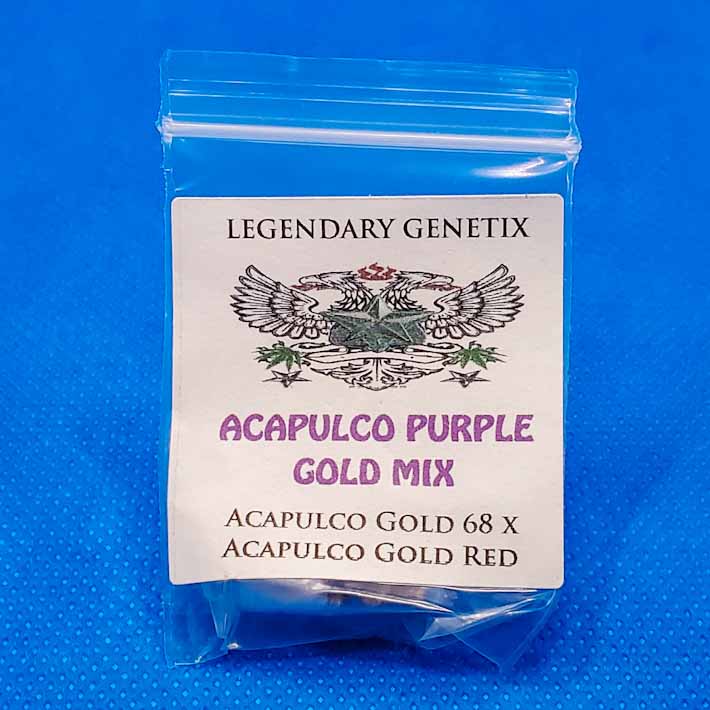 LEGENDARY GENETIX
ACAPULCO PURPLE
GOLD MIX
ACAPULCO GOLD 68 X
ACAPULCO GOLD RED